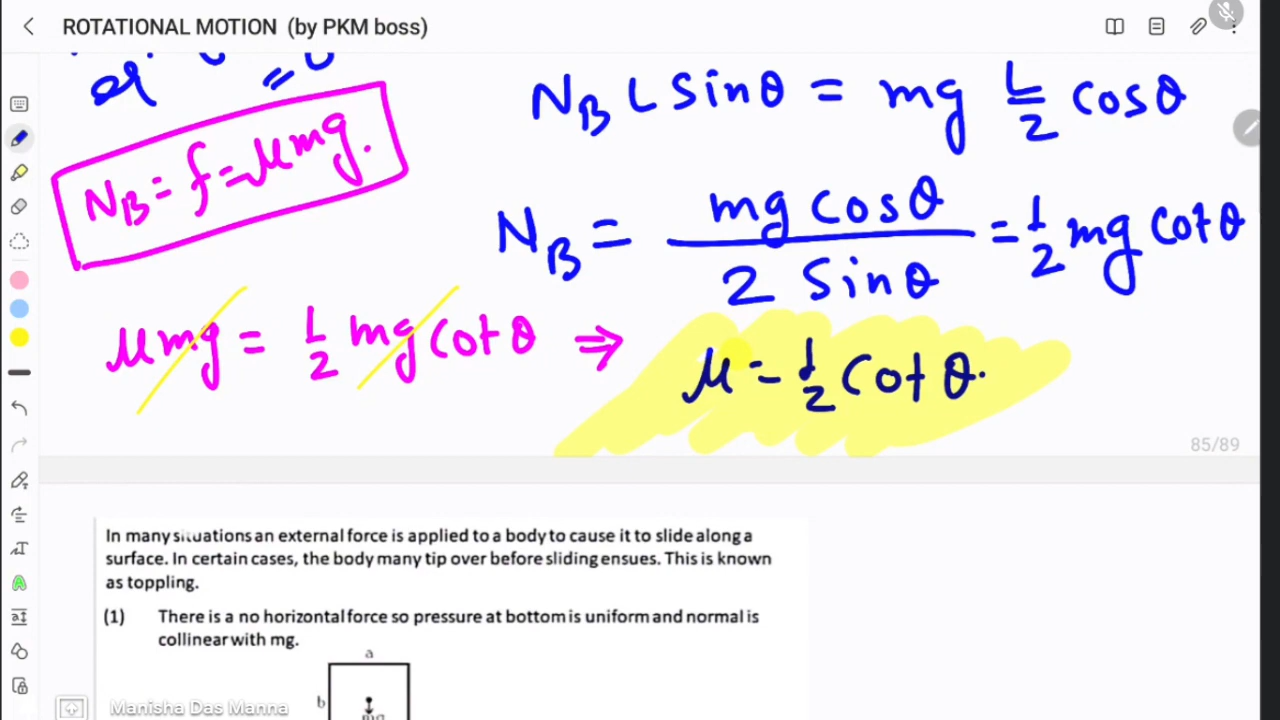 ROTATIONAL MOTION (by PKM boss)
N_B L sinθ = mg L/2 cosθ
N_B = f = μmg.
N_B = mg cosθ / 2 sinθ = 1/2 mg cotθ
μmg = 1/2 mg cotθ ⇒ μ = 1/2 cotθ.
85/89
In many situations an external force is applied to a body to cause it to slide along a
surface. In certain cases, the body many tip over before sliding ensues. This is known
as toppling.
(1) There is a no horizontal force so pressure at bottom is uniform and normal is
collinear with mg.
a
b
mg
Manisha Das Manna